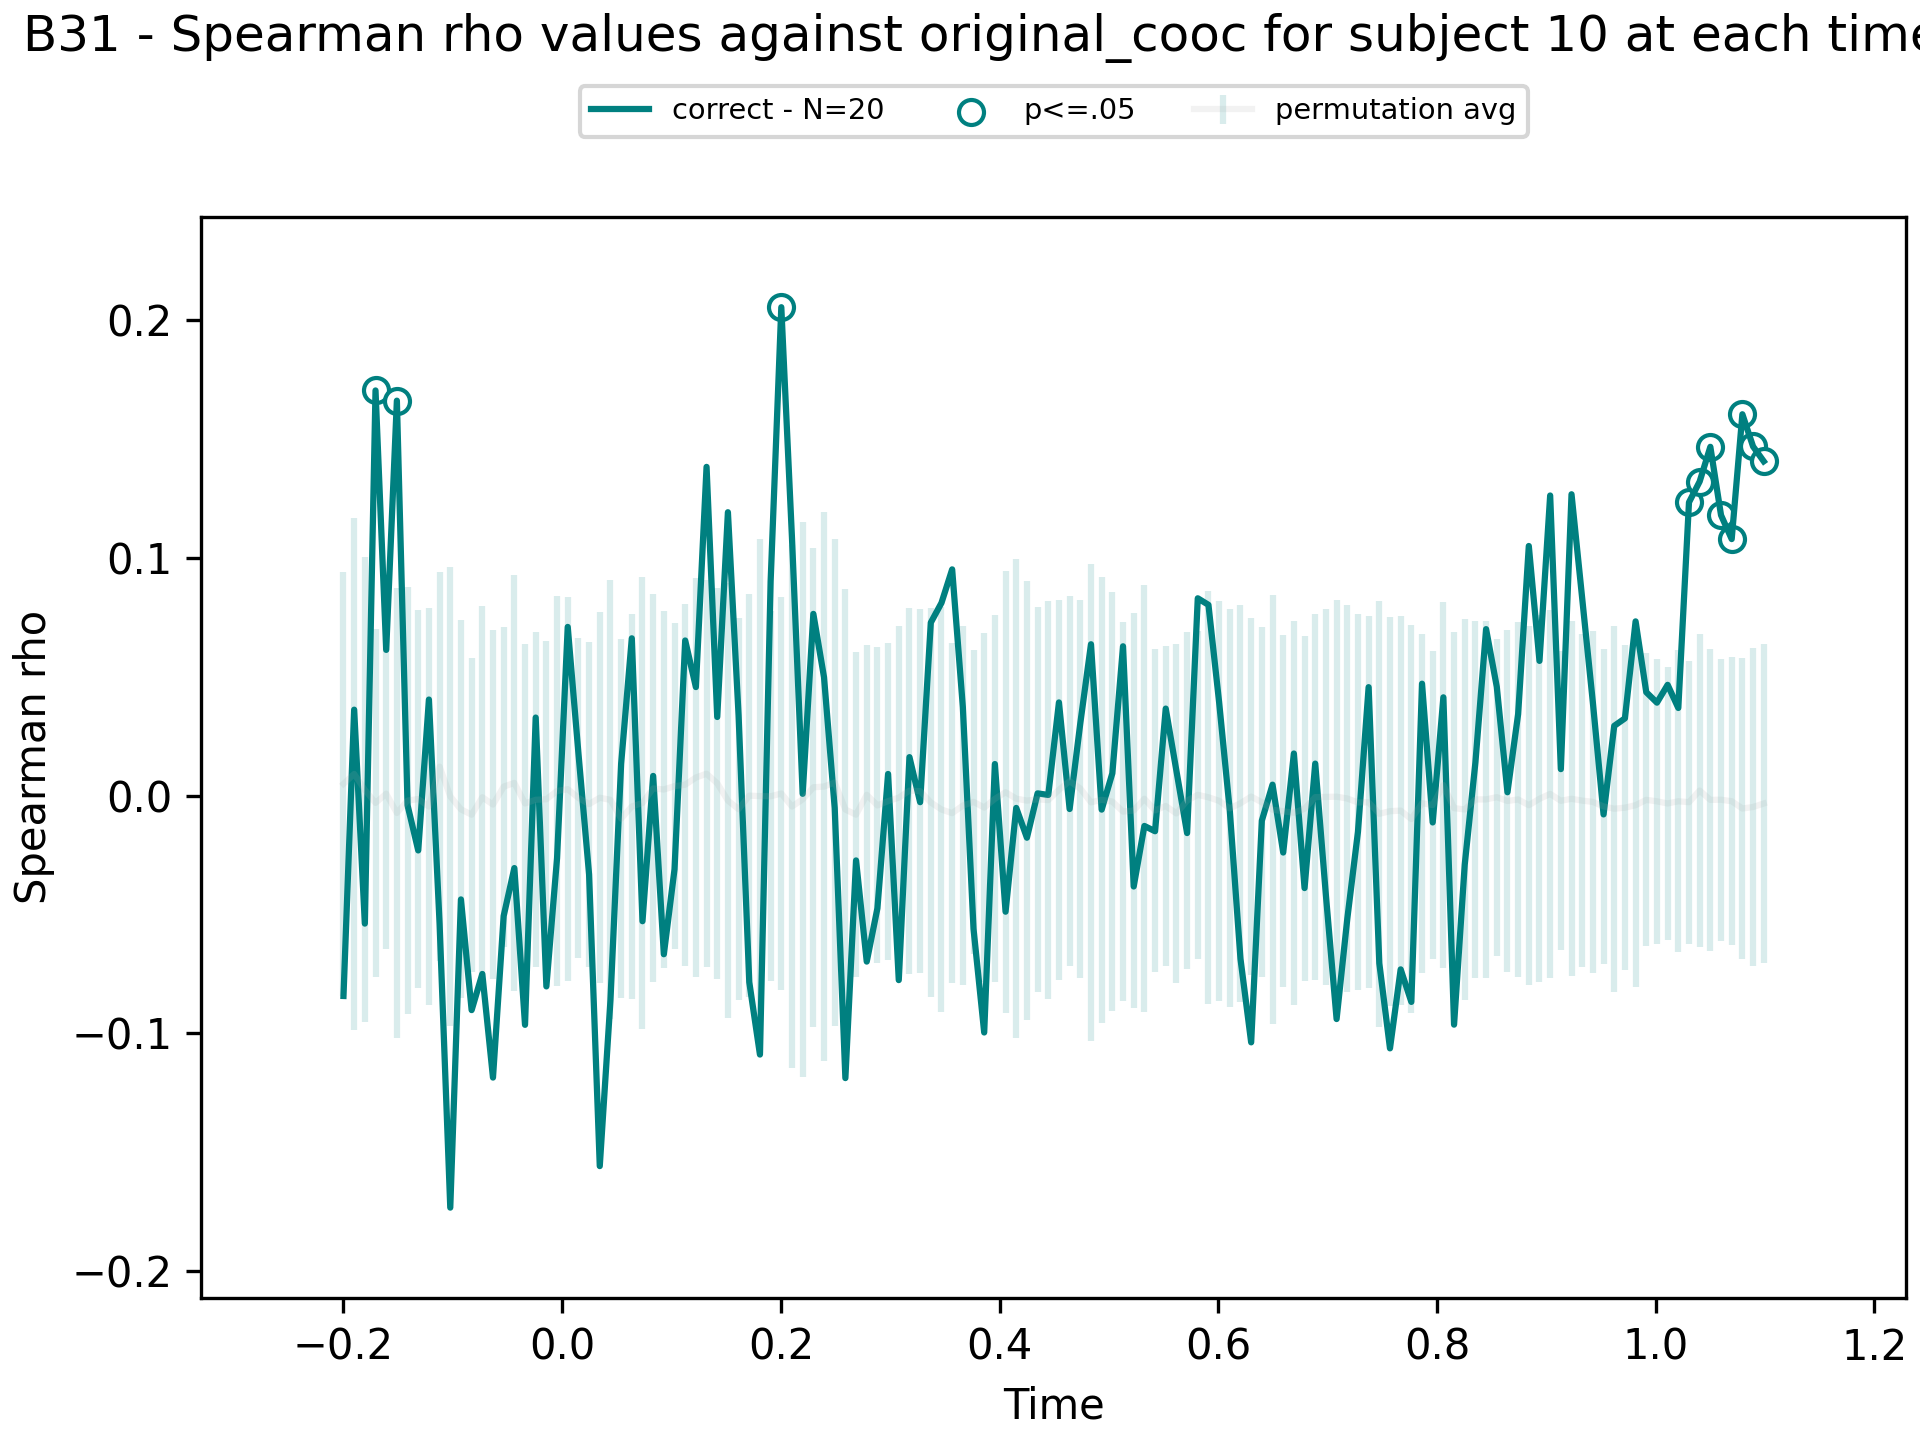 B31 - Spearman rho values against original_cooc for subject 10 at each time
correct - N=20
p<=.05
permutation avg
Spearman rho
0.2
0.1
0.0
−0.1
−0.2
−0.2
0.0
0.2
0.4
0.6
0.8
1.0
1.2
Time